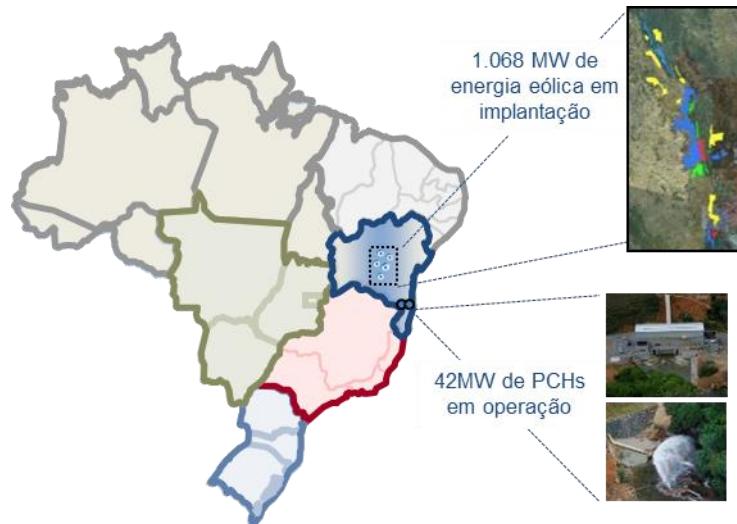 1.068 MW de
energia eólica em
implantação
42MW de PCHs
em operação